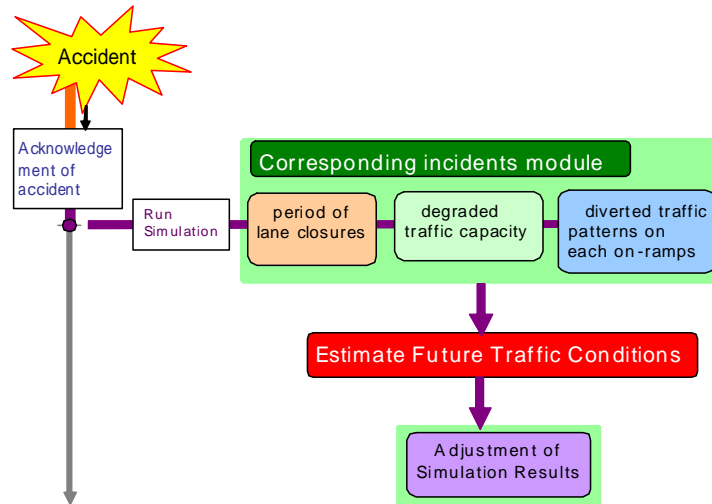 Accident
Acknowledge
ment of
accident
Run
Simulation
Corresponding incidents module
period of
lane closures
degraded
traffic capacity
diverted traffic
patterns on
each on-ramps
Estimate Future Traffic Conditions
Adjustment of
Simulation Results